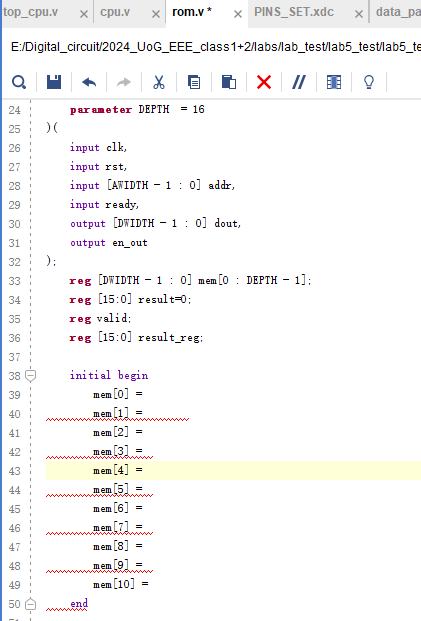 top_cpu.v × cpu.v × rom.v * × PINS_SET.xdc × data_pa
E:/Digital_circuit/2024_UoG_EEE_class1+2/labs/lab_test/lab5_test/lab5_te
24 parameter DEPTH = 16
25 )(
26 input clk,
27 input rst,
28 input [AWIDTH - 1 : 0] addr,
29 input ready,
30 output [DWIDTH - 1 : 0] dout,
31 output en_out
32 );
33 reg [DWIDTH - 1 : 0] mem[0 : DEPTH - 1];
34 reg [15:0] result=0;
35 reg valid;
36 reg [15:0] result_reg;
37
38 initial begin
39 mem[0] =
40 mem[1] =
41 mem[2] =
42 mem[3] =
43 mem[4] =
44 mem[5] =
45 mem[6] =
46 mem[7] =
47 mem[8] =
48 mem[9] =
49 mem[10] =
50 end